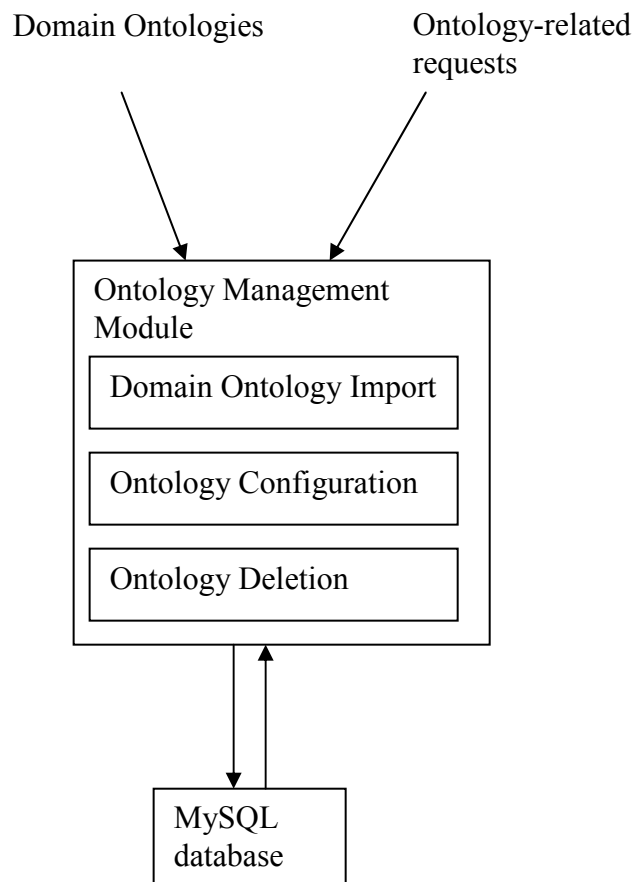 Domain Ontologies
Ontology-related
requests
Ontology Management
Module
Domain Ontology Import
Ontology Configuration
Ontology Deletion
MySQL
database